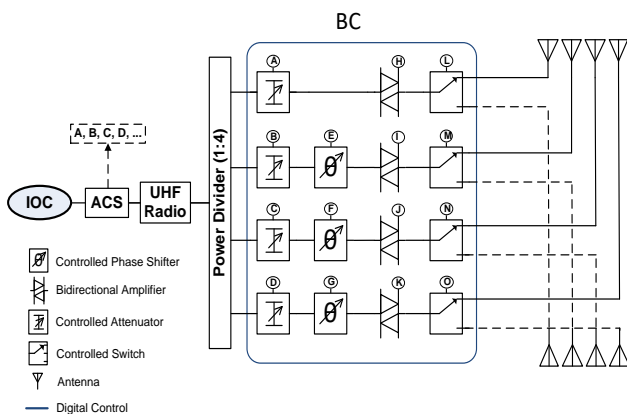 BC
A
H
L
B
E
I
M
C
F
J
N
D
G
K
O
θ
θ
θ
Power Divider (1:4)
A, B, C, D, ...
IOC
ACS
UHF
Radio
θ
Controlled Phase Shifter
Bidirectional Amplifier
Controlled Attenuator
Controlled Switch
Antenna
Digital Control